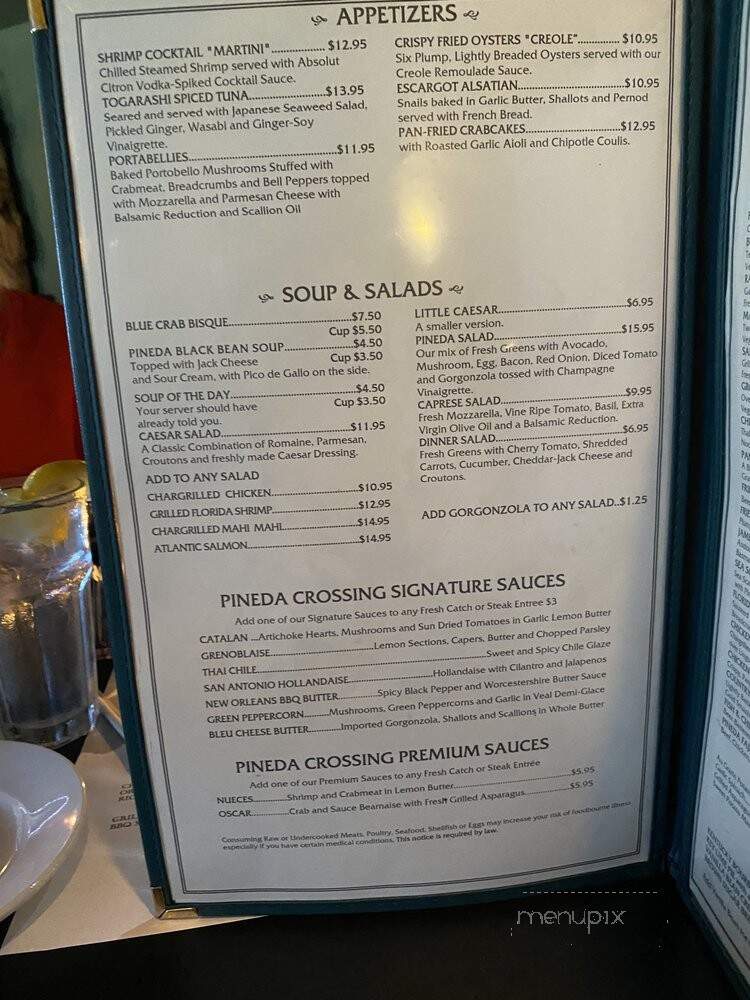 APPETIZERS
SHRIMP COCKTAIL "MARTINI"................. $12.95
Chilled Steamed Shrimp served with Absolut
Citron Vodka-Spiked Cocktail Sauce.
TOGARASHI SPICED TUNA........................$13.95
Seared and served with Japanese Seaweed Salad,
Pickled Ginger, Wasabi and Ginger-Soy
Vinaigrette.
PORTABELLIES..............................................$11.95
Baked Portobello Mushrooms Stuffed with
Crabmeat, Breadcrumbs and Bell Peppers topped
with Mozzarella and Parmesan Cheese with
Balsamic Reduction and Scallion Oil
CRISPY FRIED OYSTERS "CREOLE".............. $10.95
Six Plump, Lightly Breaded Oysters served with our
Creole Remoulade Sauce.
ESCARGOT ALSATIAN...................................$10.95
Snails baked in Garlic Butter, Shallots and Pernod
served with French Bread.
PAN-FRIED CRABCAKES..................................$12.95
with Roasted Garlic Aioli and Chipotle Coulis.
SOUP & SALADS
BLUE CRAB BISQUE........................................$7.50
Cup $5.50
PINEDA BLACK BEAN SOUP......................$4.50
Topped with Jack Cheese Cup $3.50
and Sour Cream, with Pico de Gallo on the side.
SOUP OF THE DAY........................................$4.50
Your server should have Cup $3.50
already told you.
CAESAR SALAD..........................................$11.95
A Classic Combination of Romaine, Parmesan,
Croutons and freshly made Caesar Dressing.
ADD TO ANY SALAD
CHARGRILLED CHICKEN.............................$10.95
GRILLED FLORIDA SHRIMP.............................$12.95
CHARGRILLED MAHI MAHI.........................$14.95
ATLANTIC SALMON.....................................$14.95
LITTLE CAESAR...........................................$6.95
A smaller version.
PINEDA SALAD..........................................$15.95
Our mix of Fresh Greens with Avocado,
Mushroom, Egg, Bacon, Red Onion, Diced Tomato
and Gorgonzola tossed with Champagne
Vinaigrette.
CAPRESE SALAD..........................................$9.95
Fresh Mozzarella, Vine Ripe Tomato, Basil, Extra
Virgin Olive Oil and a Balsamic Reduction.
DINNER SALAD..........................................$6.95
Fresh Greens with Cherry Tomato, Shredded
Carrots, Cucumber, Cheddar-Jack Cheese and
Croutons.
ADD GORGONZOLA TO ANY SALAD..$1.25
PINEDA CROSSING SIGNATURE SAUCES
Add one of our Signature Sauces to any Fresh Catch or Steak Entree $3
CATALAN ...Artichoke Hearts, Mushrooms and Sun Dried Tomatoes in Garlic Lemon Butter
GRENOBLAISE................................Lemon Sections, Capers, Butter and Chopped Parsley
THAI CHILE......................................................................Sweet and Spicy Chile Glaze
SAN ANTONIO HOLLANDAISE..........................Hollandaise with Cilantro and Jalapenos
NEW ORLEANS BBQ BUTTER............Spicy Black Pepper and Worcestershire Butter Sauce
GREEN PEPPERCORN........Mushrooms, Green Peppercorns and Garlic in Veal Demi-Glace
BLEU CHEESE BUTTER..........Imported Gorgonzola, Shallots and Scallions in Whole Butter
PINEDA CROSSING PREMIUM SAUCES
Add one of our Premium Sauces to any Fresh Catch or Steak Entrée
NUECES...........Shrimp and Crabmeat in Lemon Butter....................................$5.95
OSCAR............Crab and Sauce Bearnaise with Fresh Grilled Asparagus......................$5.95
Consuming Raw or Undercooked Meats, Poultry, Seafood, Shellfish or Eggs may increase your risk of foodbourne illness
especially if you have certain medical conditions. This notice is required by law.
menupix